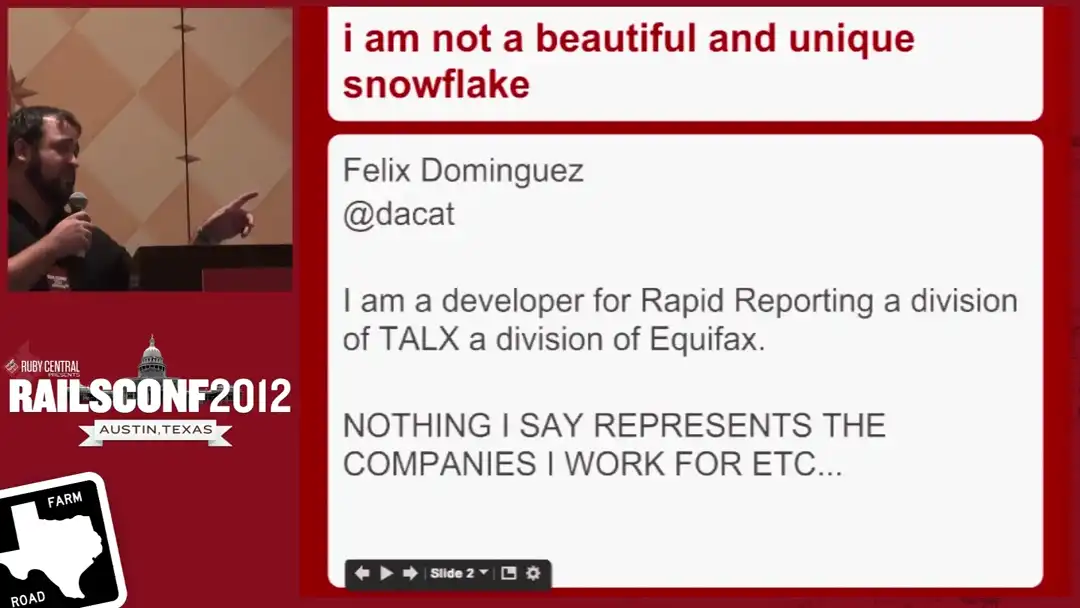 i am not a beautiful and unique
snowflake
Felix Dominguez
@dacat
I am a developer for Rapid Reporting a division
of TALX a division of Equifax.
NOTHING I SAY REPRESENTS THE
COMPANIES I WORK FOR ETC...
Slide 2
RUBY CENTRAL
PRESENTS
RAILSCONF2012
AUSTIN, TEXAS
FARM
ROAD